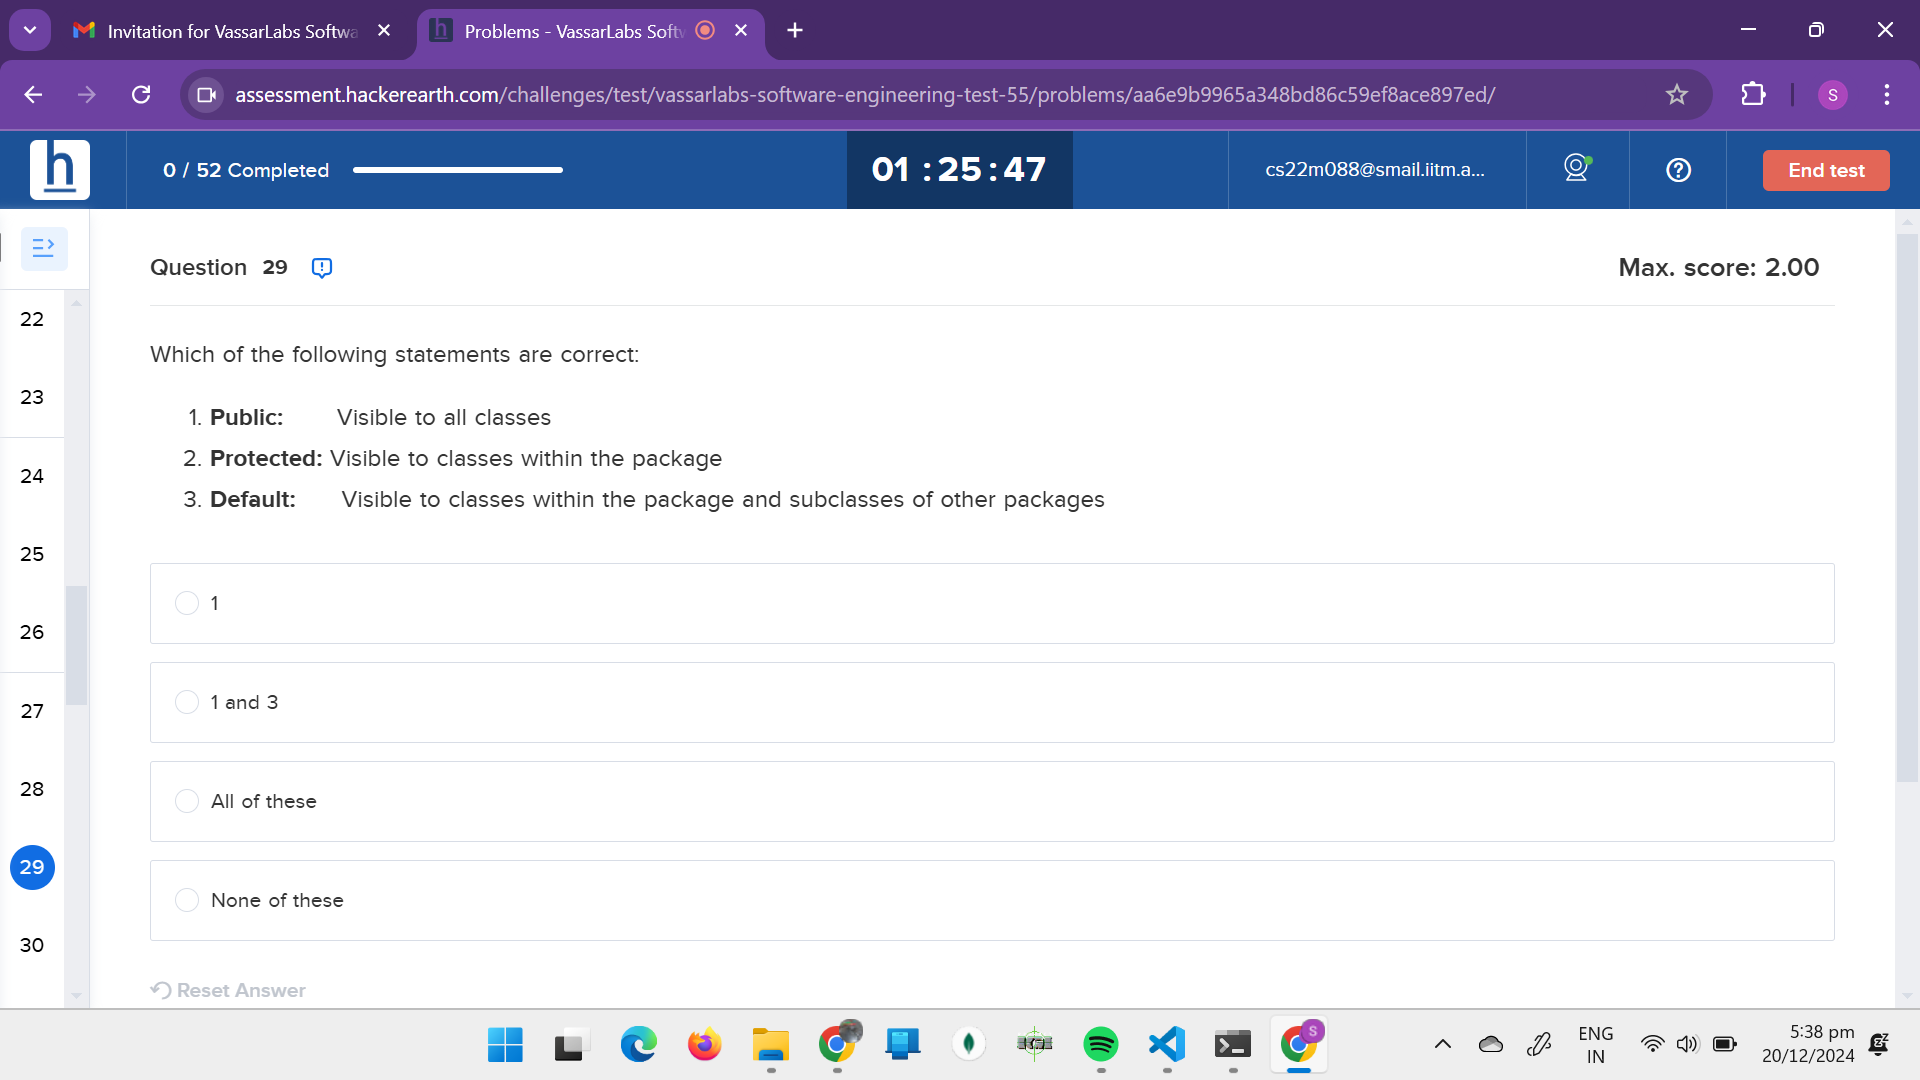 Invitation for VassarLabs Softwa
Problems - VassarLabs Softw
assessment.hackerearth.com/challenges/test/vassarlabs-software-engineering-test-55/problems/aa6e9b9965a348bd86c59ef8ace897ed/
S
h
0 / 52 Completed
01 : 25 : 47
cs22m088@smail.iitm.a...
End test
Question 29
Max. score: 2.00
22
23
24
25
26
27
28
29
30
Which of the following statements are correct:
1. Public: Visible to all classes
2. Protected: Visible to classes within the package
3. Default: Visible to classes within the package and subclasses of other packages
1
1 and 3
All of these
None of these
Reset Answer
S
ENG
IN
5:38 pm
20/12/2024